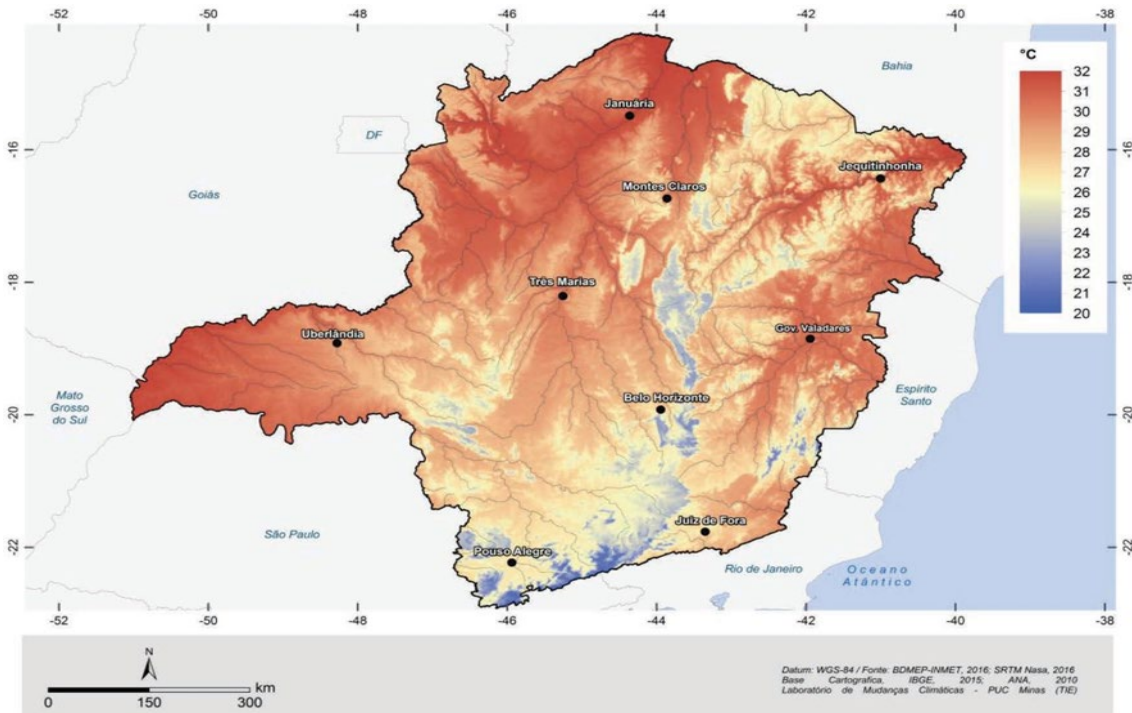 -52 -50 -48 -46 -44 -42 -40 -38
°C
Bahia
32
31
30
29
28
27
26
25
24
23
22
21
20
Januária
DF
-16 -16
Jequitinhonha
Montes Claros
Goiás
-18 -18
Três Marias
Uberlândia
Gov. Valadares
Mato
Grosso
do Sul
Espírito
Santo
-20 Belo Horizonte -20
São Paulo
Juiz de Fora
-22 -22
Pouso Alegre
Rio de Janeiro
Oceano
Atântico
-52 -50 -48 -46 -44 -42 -40 -38
N
km
0 150 300
Datum: WGS-84 / Fonte: BDMEP-INMET, 2016; SRTM Nasa, 2016
Base Cartografica, IBGE, 2015; ANA, 2010
Laboratório de Mudanças Climáticas - PUC Minas (TIE)